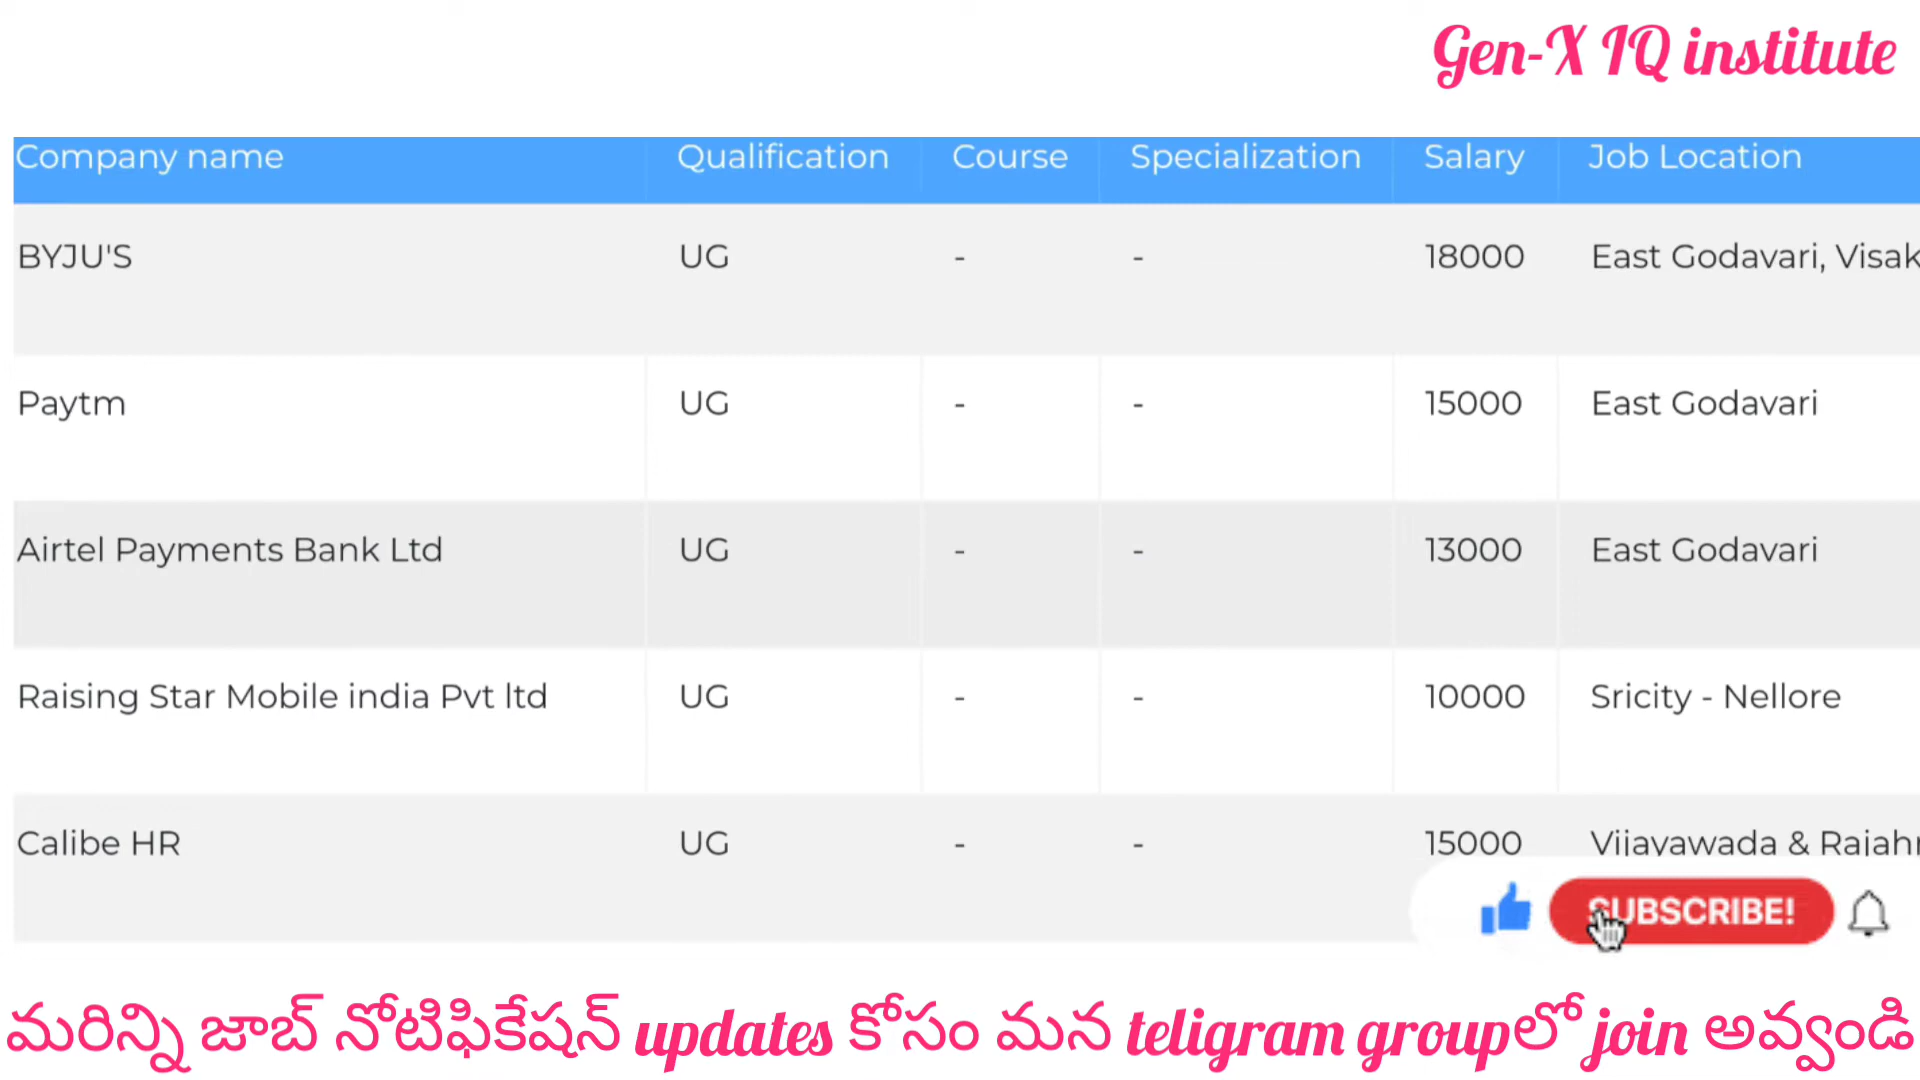 Gen-X IQ institute
Company name Qualification Course Specialization Salary Job Location
BYJU'S UG - - 18000 East Godavari,
Paytm UG - - 15000 East Godavari
Airtel Payments Bank Ltd UG - - 13000 East Godavari
Raising Star Mobile india Pvt ltd UG - - 10000 Sricity - Nellore
Calibe HR UG - - 15000 Vijayawada &
SUBSCRIBE!
మరిన్ని జాబ్ నోటిఫికేషన్ updates కోసం మన teligram groupలో join అవ్వండి